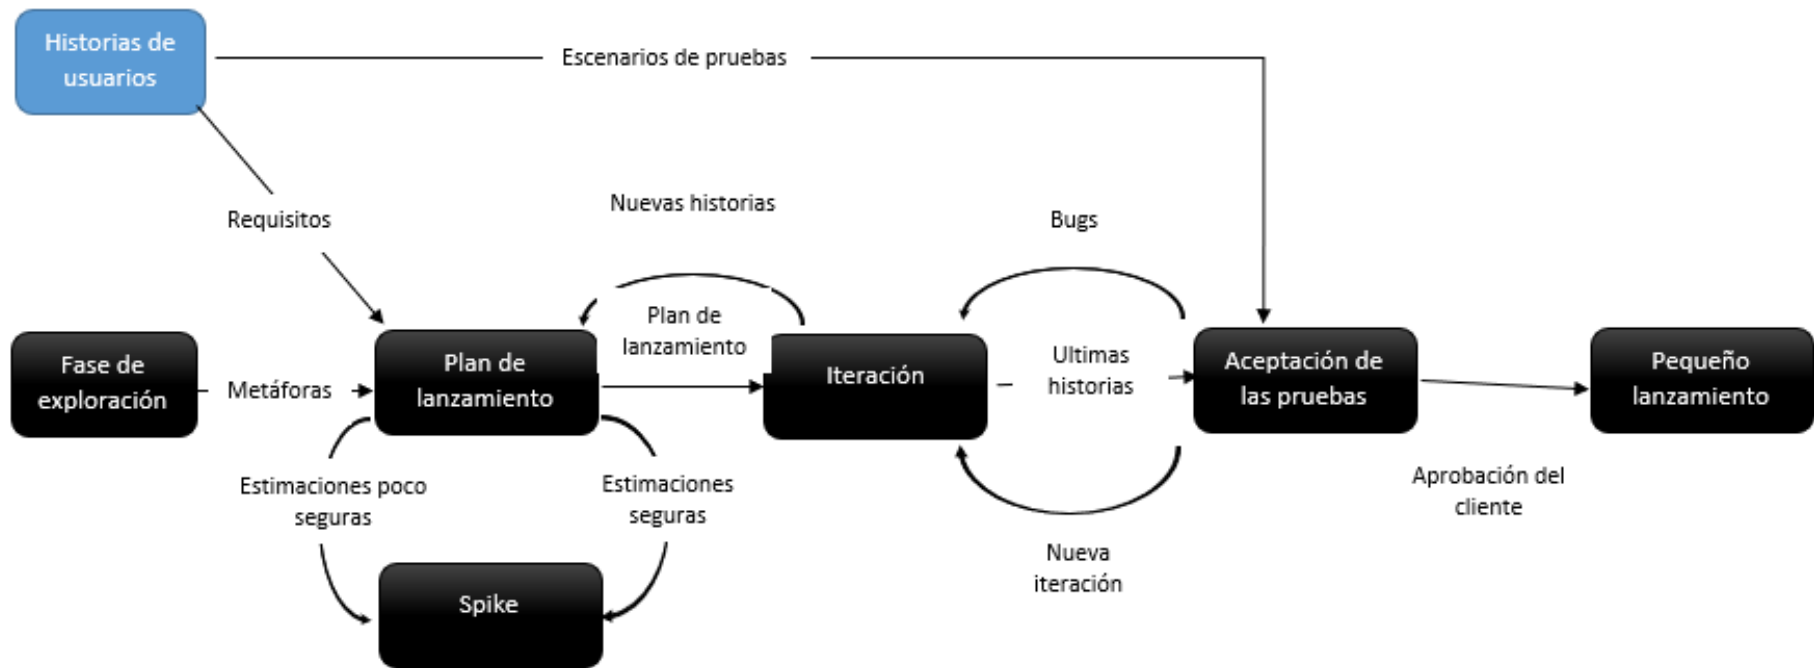 Historias de
usuarios
Escenarios de pruebas
Requisitos
Nuevas historias
Bugs
Fase de
exploración
Metáforas
Plan de
lanzamiento
Plan de
lanzamiento
Iteración
Ultimas
historias
Aceptación de
las pruebas
Pequeño
lanzamiento
Estimaciones poco
seguras
Estimaciones
seguras
Aprobación del
cliente
Nueva
iteración
Spike